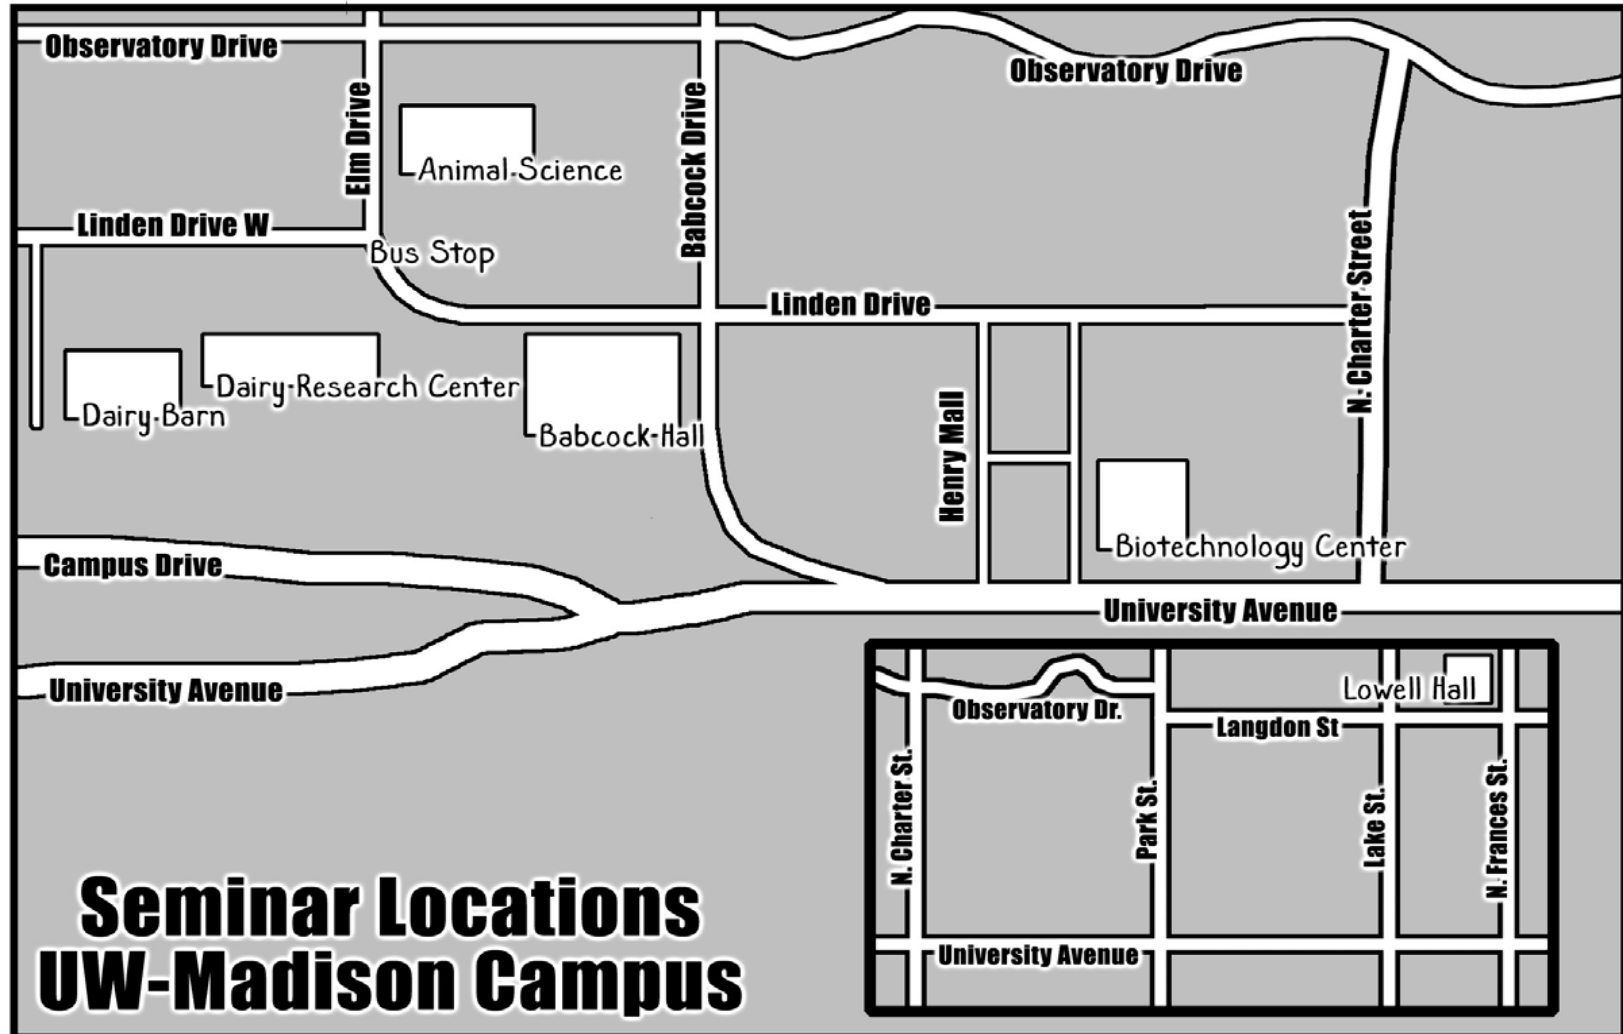 Observatory Drive
Observatory Drive
Elm Drive
Babcock Drive
Animal Science
Linden Drive W
Bus Stop
N. Charter Street
Linden Drive
Dairy Research Center
Dairy Barn
Babcock Hall
Henry Mall
Biotechnology Center
Campus Drive
University Avenue
University Avenue
Lowell Hall
Observatory Dr.
Langdon St
N. Charter St.
Park St.
Lake St.
N. Frances St.
University Avenue
Seminar Locations
UW-Madison Campus